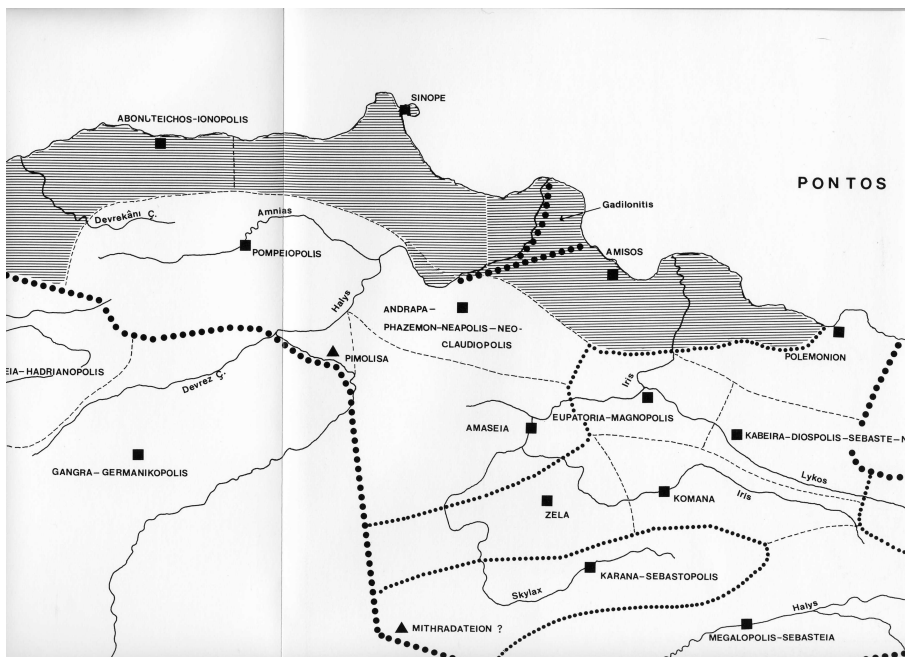 SINOPE
ABONUTEICHOS-IONOPOLIS
PONTOS
Gadilonitis
Amnias
Devrekâni Ç.
POMPEIOPOLIS
AMISOS
Halys
ANDRAPA-
PHAZEMON-NEAPOLIS-NEO-
CLAUDIOPOLIS
POLEMONION
PIMOLISA
EIA-HADRIANOPOLIS
Devrez Ç.
Iris
EUPATORIA-MAGNOPOLIS
AMASEIA
KABEIRA-DIOSPOLIS-SEBASTE-N
GANGRA-GERMANIKOPOLIS
Lykos
KOMANA
Iris
ZELA
KARANA-SEBASTOPOLIS
Skylax
Halys
MITHRADATEION ?
MEGALOPOLIS-SEBASTEIA